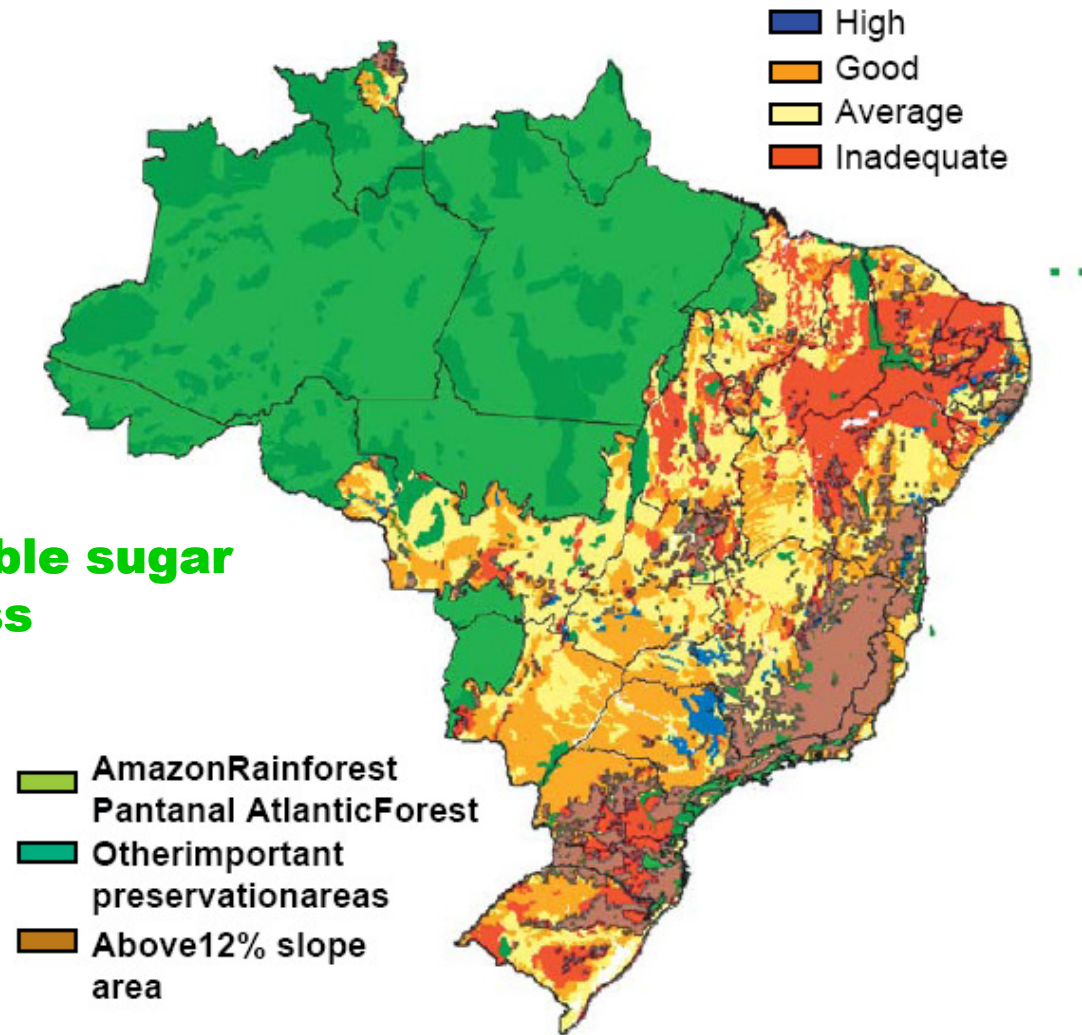 High
Good
Average
Inadequate
ble sugar
s
AmazonRainforest
Pantanal AtlanticForest
Otherimportant
preservationareas
Above12% slope
area